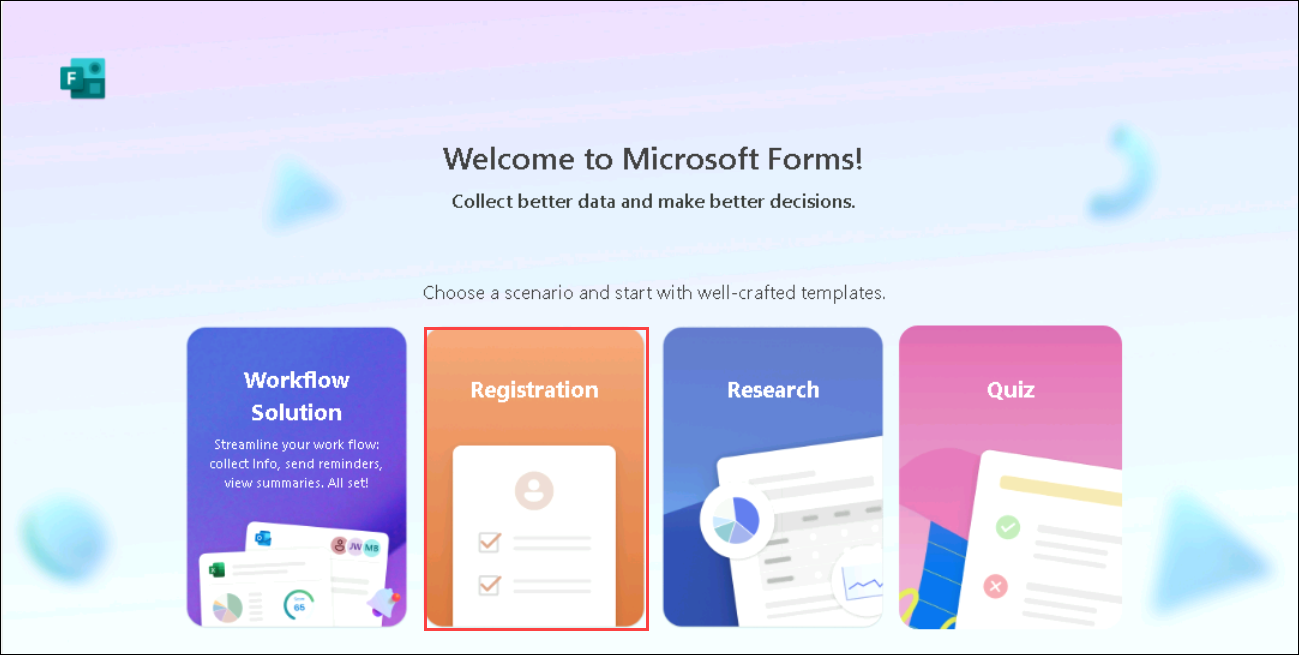 F
Welcome to Microsoft Forms!
Collect better data and make better decisions.
Choose a scenario and start with well-crafted templates.
Workflow
Solution
Streamline your work flow:
collect Info, send reminders,
view summaries. All set!
JW MB
65
Registration
Research
Quiz